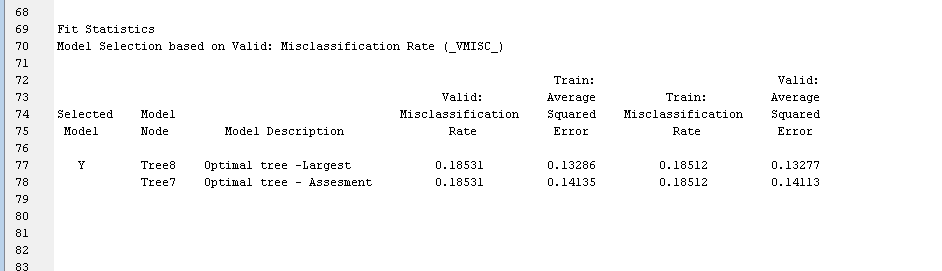 68
69 Fit Statistics
70 Model Selection based on Valid: Misclassification Rate (_VMISC_)
71
72 Train: Valid:
73 Valid: Average Train: Average
74 Selected Model Misclassification Squared Misclassification Squared
75 Model Node Model Description Rate Error Rate Error
76
77 Y Tree8 Optimal tree -Largest 0.18531 0.13286 0.18512 0.13277
78 Tree7 Optimal tree - Assesment 0.18531 0.14135 0.18512 0.14113
79
80
81
82
83